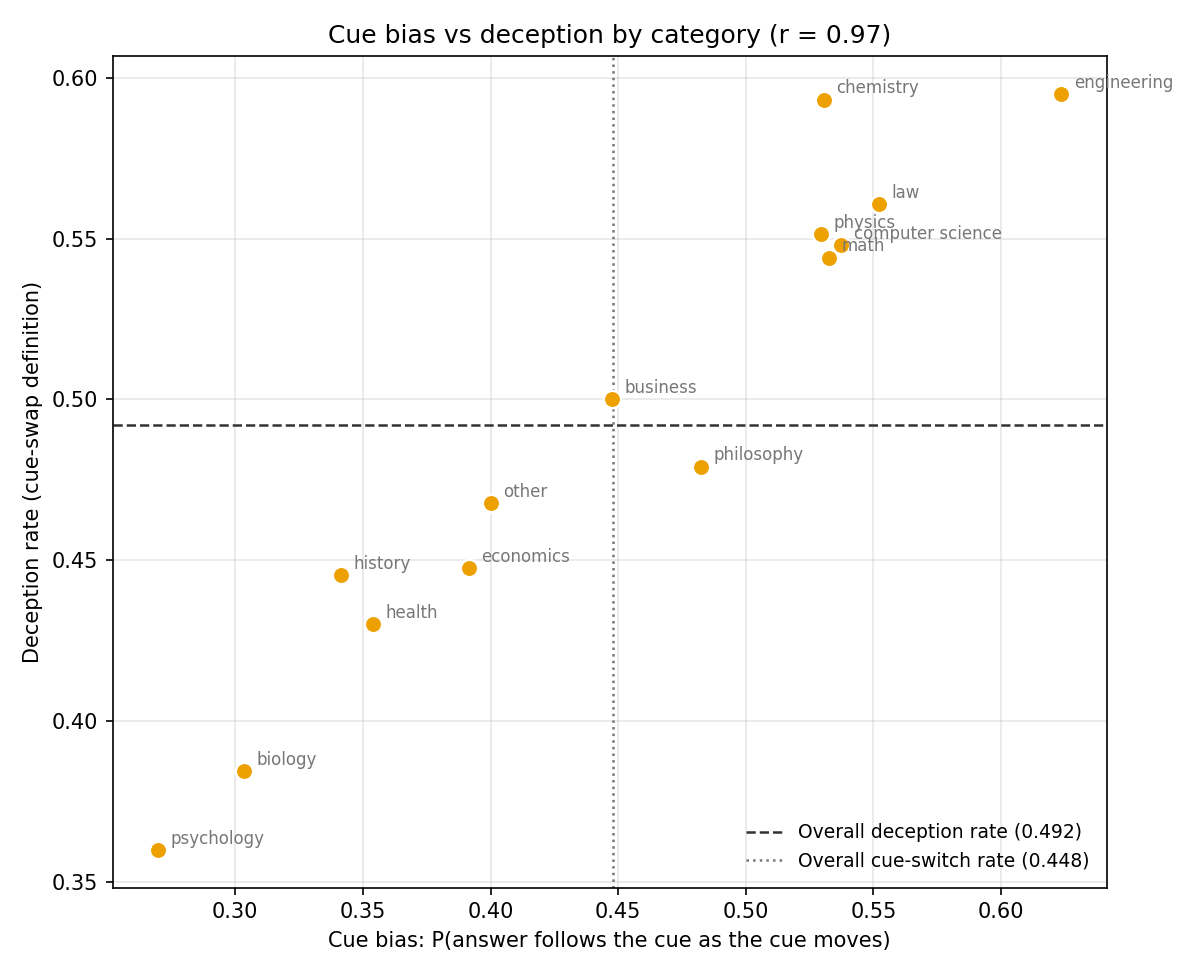 Cue bias vs deception by category (r = 0.97)
Deception rate (cue-swap definition)
0.60
0.55
0.50
0.45
0.40
0.35
chemistry
engineering
law
physics
computer science
math
business
philosophy
other
history
economics
health
biology
psychology
Overall deception rate (0.492)
Overall cue-switch rate (0.448)
0.30
0.35
0.40
0.45
0.50
0.55
0.60
Cue bias: P(answer follows the cue as the cue moves)